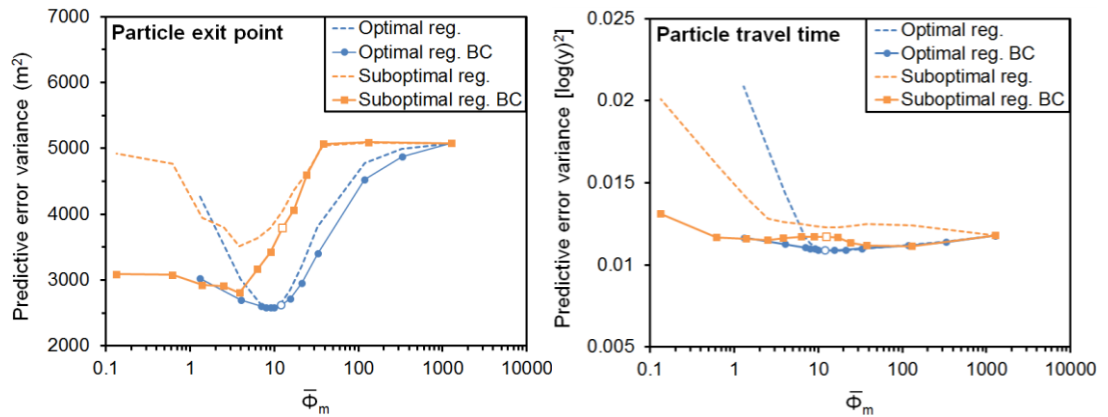 Particle exit point
Optimal reg.
Optimal reg. BC
Suboptimal reg.
Suboptimal reg. BC
Predictive error variance (m²)
7000
6000
5000
4000
3000
2000
0.1 1 10 100 1000 10000
Φ̅m
Particle travel time
Optimal reg.
Optimal reg. BC
Suboptimal reg.
Suboptimal reg. BC
Predictive error variance [log(y)²]
0.025
0.02
0.015
0.01
0.005
0.1 1 10 100 1000 10000
Φ̅m